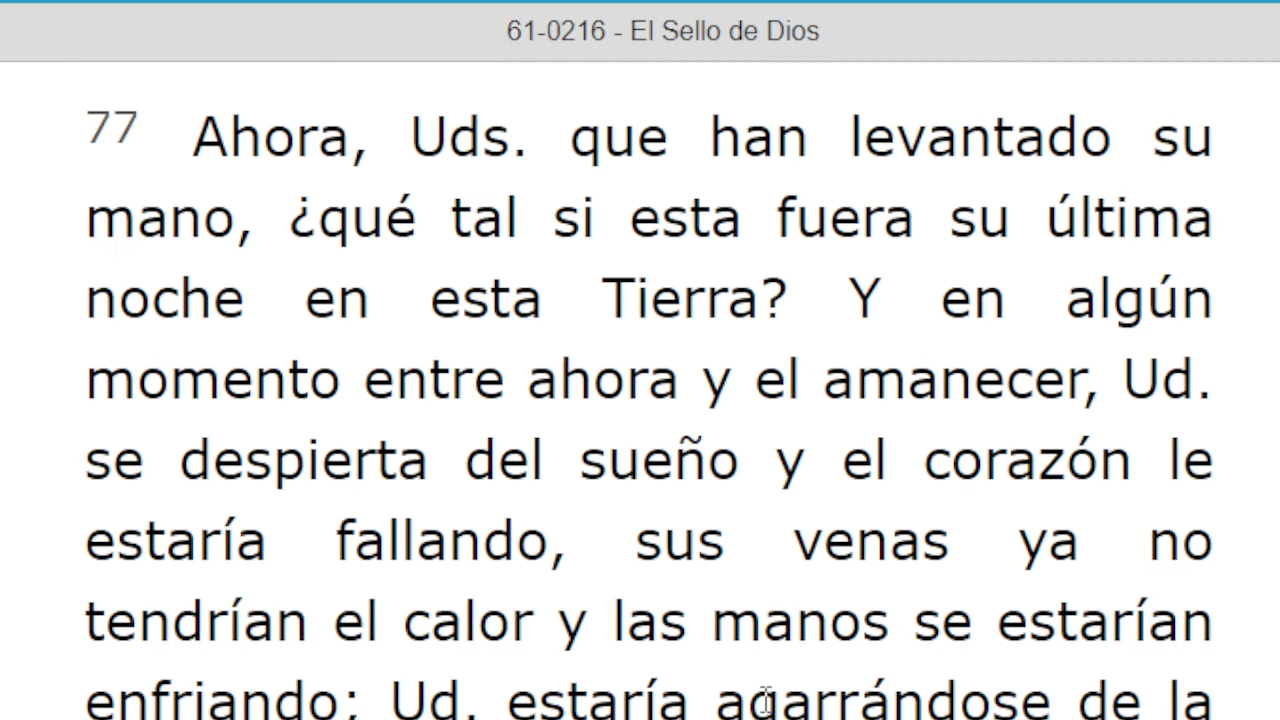 61-0216 - El Sello de Dios
77 Ahora, Uds. que han levantado su
mano, ¿qué tal si esta fuera su última
noche en esta Tierra? Y en algún
momento entre ahora y el amanecer, Ud.
se despierta del sueño y el corazón le
estaría fallando, sus venas ya no
tendrían el calor y las manos se estarían
enfriando; Ud. estaría agarrándose de la